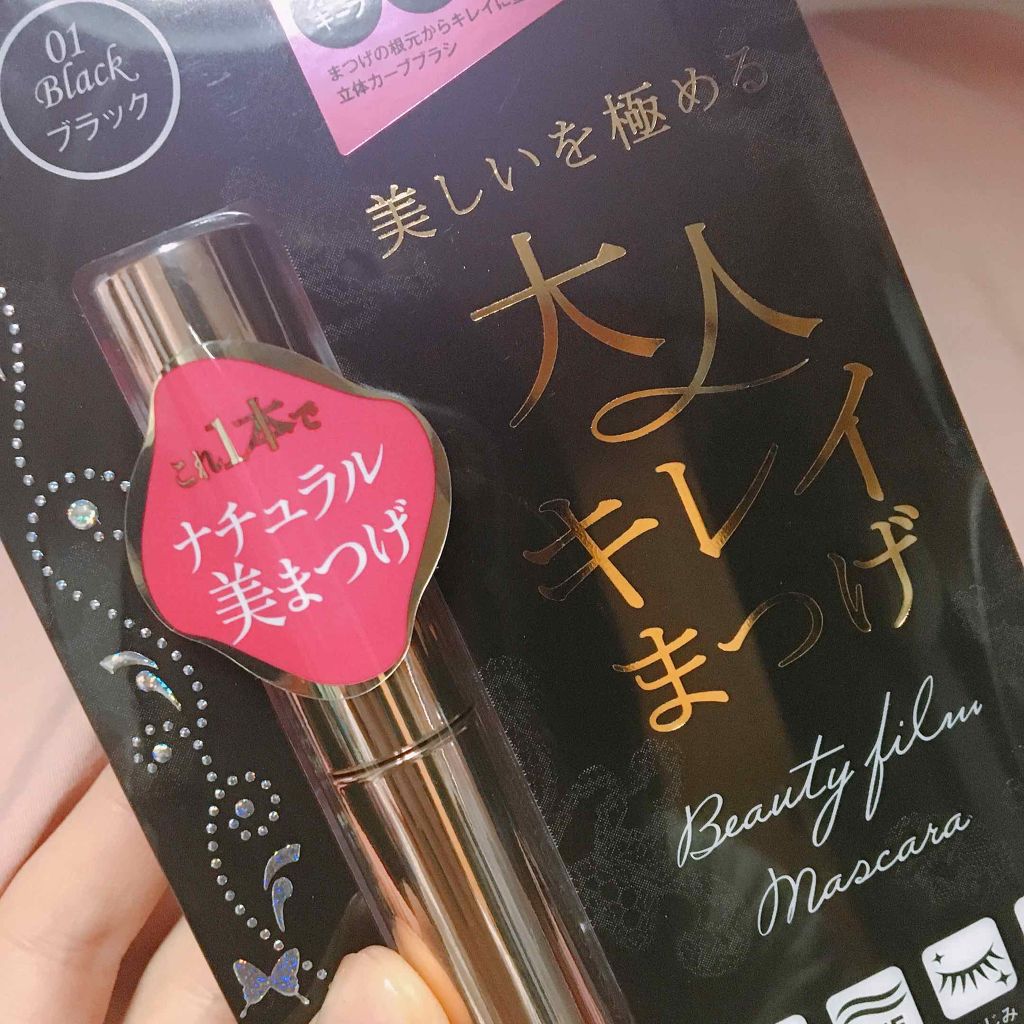 01
Black
ブラック
まつげの根元からキレイに
立体カーブブラシ
美しいを極める
大人
キレイ
まつげ
これ1本で
ナチュラル
美まつげ
Beauty film
Mascara